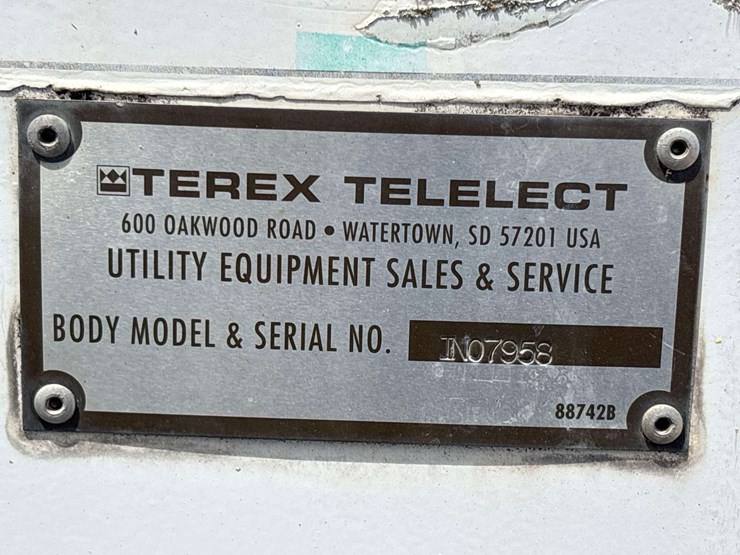 TEREX TELELECT
600 OAKWOOD ROAD • WATERTOWN, SD 57201 USA
UTILITY EQUIPMENT SALES & SERVICE
BODY MODEL & SERIAL NO. IN07958
88742B